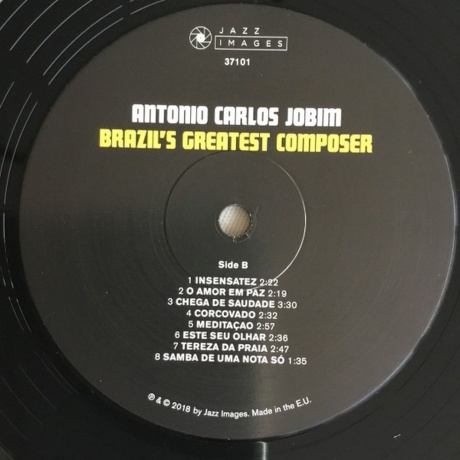 JAZZ
IMAGES
37101
ANTONIO CARLOS JOBIM
BRAZIL'S GREATEST COMPOSER
Side B
1 INSENSATEZ 2:22
2 O AMOR EM PAZ 2:19
3 CHEGA DE SAUDADE 3:30
4 CORCOVADO 2:32
5 MEDITAÇAO 2:57
6 ESTE SEU OLHAR 2:36
7 TEREZA DA PRAIA 2:47
8 SAMBA DE UMA NOTA SÓ 1:35
℗ & © 2018 by Jazz Images. Made in the E.U.